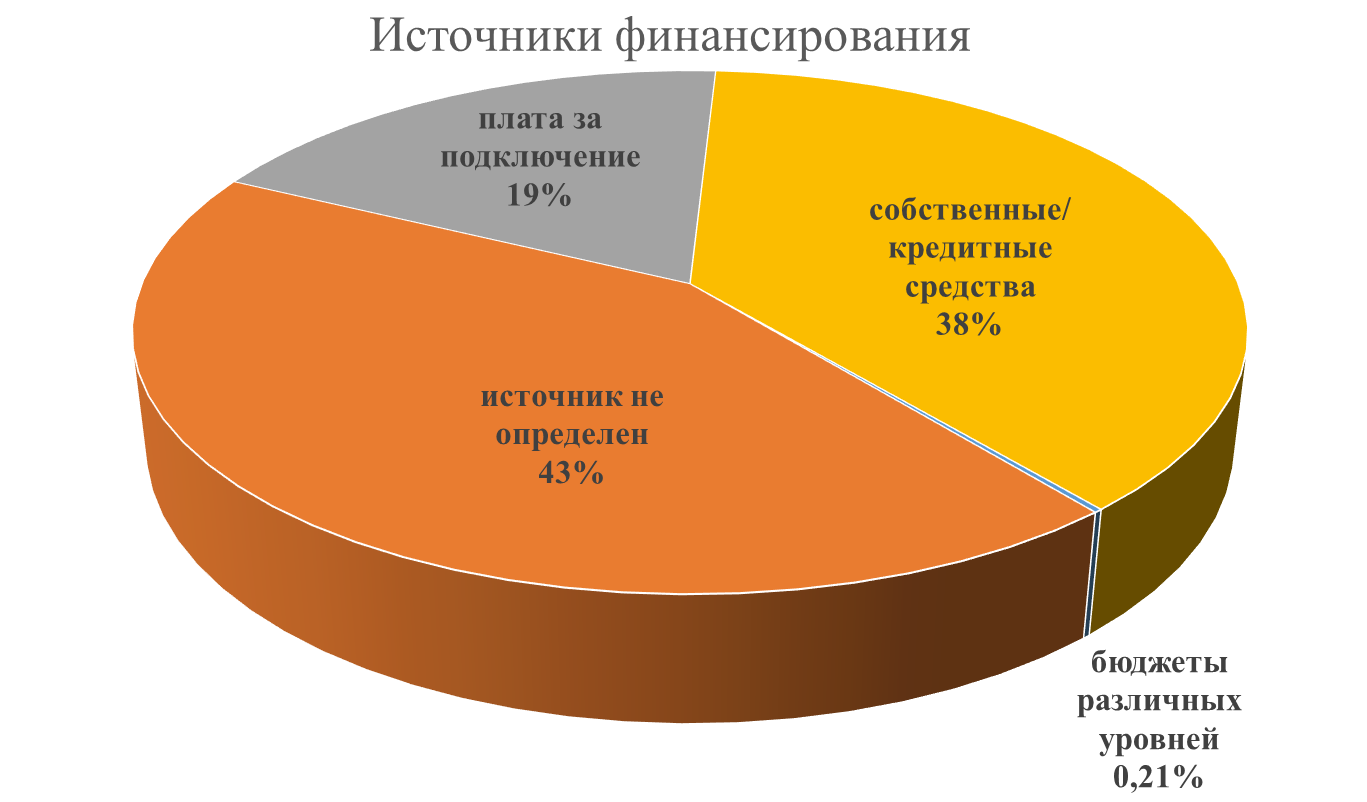 Источники финансирования
плата за
подключение
19%
собственные/
кредитные
средства
38%
источник не
определен
43%
бюджеты
различных
уровней
0,21%